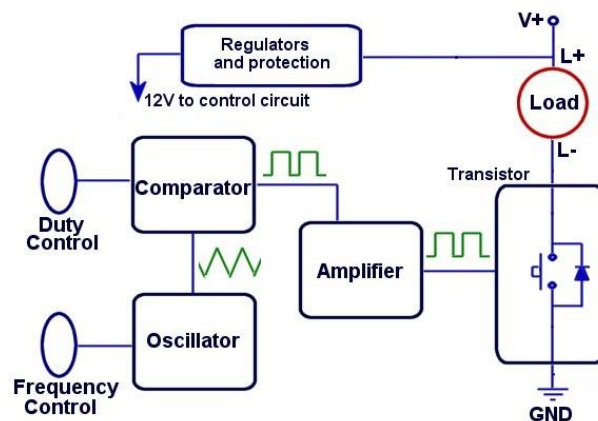 V+
Regulators
and protection
L+
12V to control circuit
Load
L-
Transistor
Comparator
Duty
Control
Amplifier
Oscillator
Frequency
Control
GND